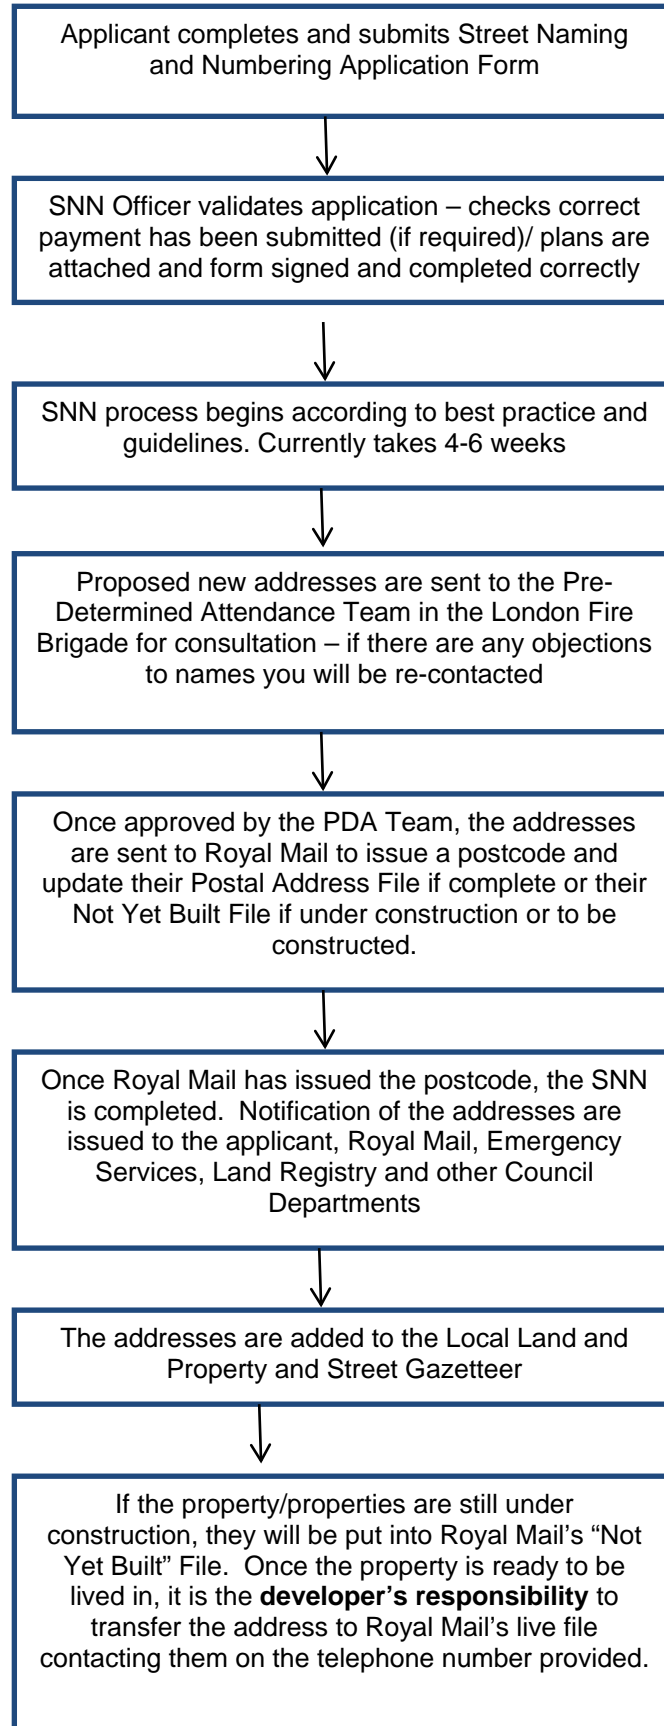 Applicant completes and submits Street Naming
and Numbering Application Form
SNN Officer validates application – checks correct
payment has been submitted (if required)/ plans are
attached and form signed and completed correctly
SNN process begins according to best practice and
guidelines. Currently takes 4-6 weeks
Proposed new addresses are sent to the Pre-
Determined Attendance Team in the London Fire
Brigade for consultation – if there are any objections
to names you will be re-contacted
Once approved by the PDA Team, the addresses
are sent to Royal Mail to issue a postcode and
update their Postal Address File if complete or their
Not Yet Built File if under construction or to be
constructed.
Once Royal Mail has issued the postcode, the SNN
is completed.  Notification of the addresses are
issued to the applicant, Royal Mail, Emergency
Services, Land Registry and other Council
Departments
The addresses are added to the Local Land and
Property and Street Gazetteer
If the property/properties are still under
construction, they will be put into Royal Mail’s “Not
Yet Built” File.  Once the property is ready to be
lived in, it is the developer’s responsibility to
transfer the address to Royal Mail’s live file
contacting them on the telephone number provided.